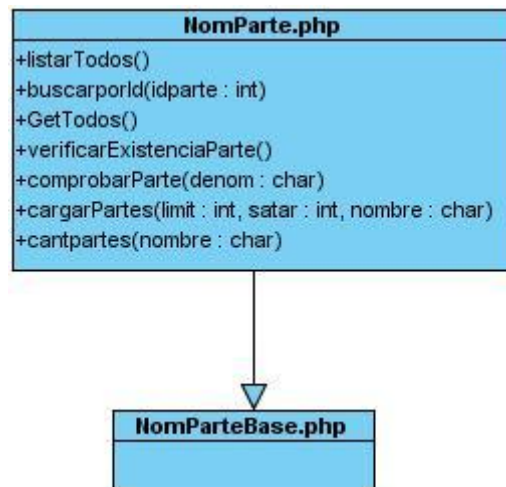 NomParte.php
+listarTodos()
+buscarporId(idparte : int)
+GetTodos()
+verificarExistenciaParte()
+comprobarParte(denom : char)
+cargarPartes(limit : int, satar : int, nombre : char)
+cantpartes(nombre : char)
NomParteBase.php